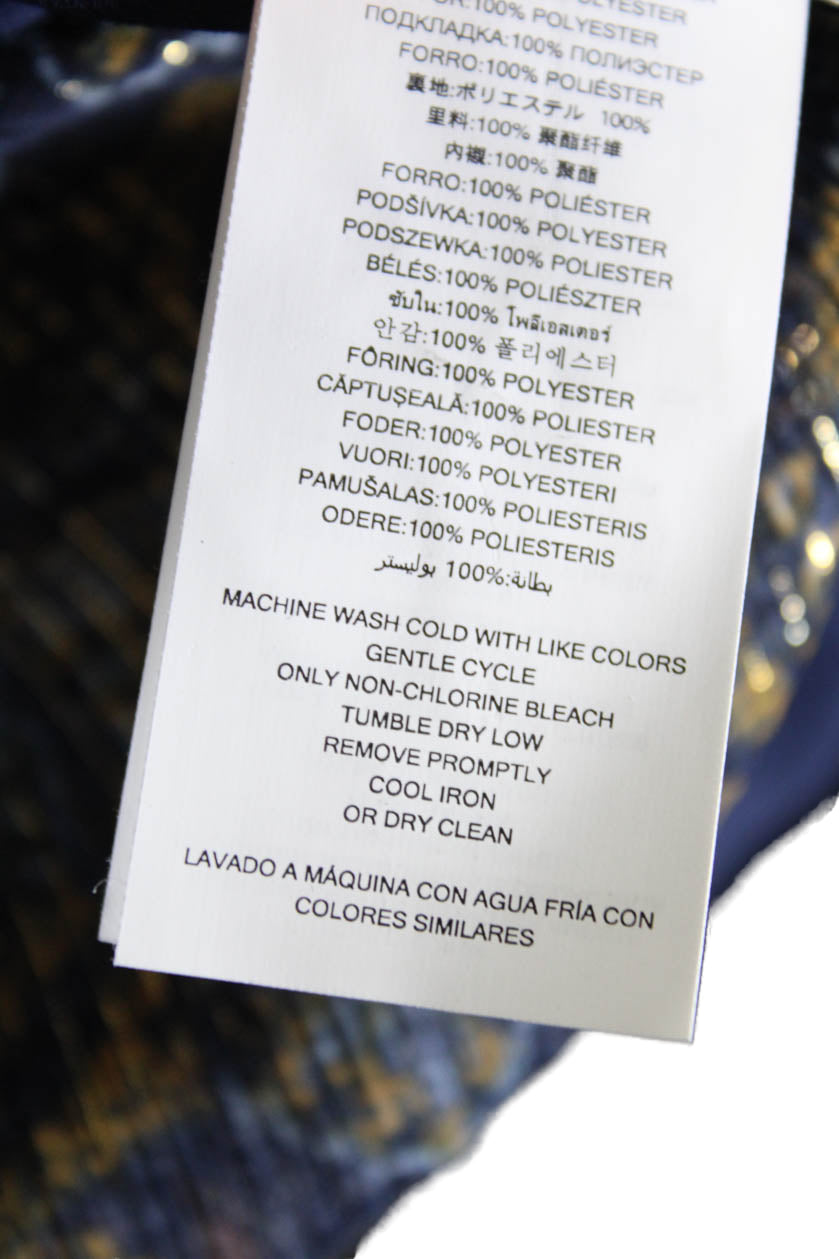 POLYESTER
100% POLYESTER
ПОДКЛАДКА:100% ПОЛИЭСТЕР
FORRO:100% POLIÉSTER
裏地:ポリエステル 100%
里料:100% 聚酯纤维
内襯:100% 聚酯
FORRO:100% POLIÉSTER
PODŠÍVKA:100% POLYESTER
PODSZEWKA:100% POLIESTER
BÉLÉS:100% POLIÉSZTER
ซับใน:100% โพลีเอสเตอร์
안감:100% 폴리에스터
FÔRING:100% POLYESTER
CĂPTUȘEALĂ:100% POLIESTER
FODER:100% POLYESTER
VUORI:100% POLYESTERI
PAMUŠALAS:100% POLIESTERIS
ODERE:100% POLIESTERIS
بطانة:%100 بوليستر
MACHINE WASH COLD WITH LIKE COLORS
GENTLE CYCLE
ONLY NON-CHLORINE BLEACH
TUMBLE DRY LOW
REMOVE PROMPTLY
COOL IRON
OR DRY CLEAN
LAVADO A MÁQUINA CON AGUA FRÍA CON
COLORES SIMILARES